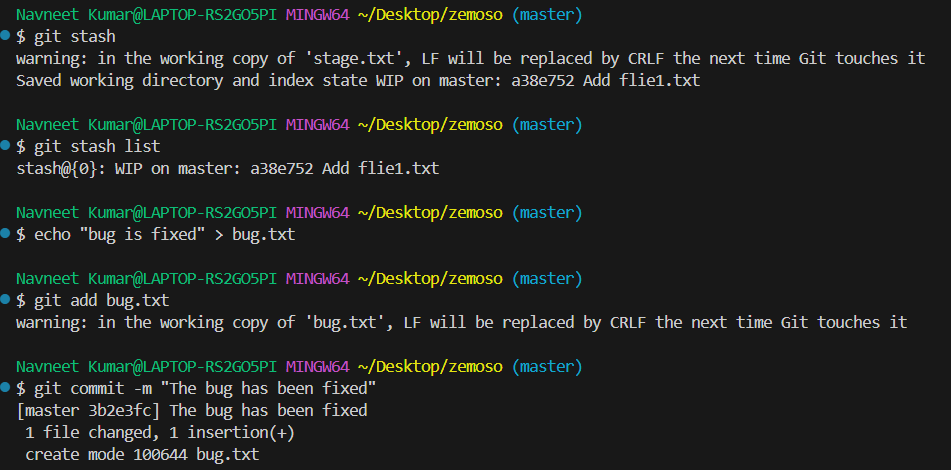 Navneet Kumar@LAPTOP-RS2GO5PI MINGW64 ~/Desktop/zemoso (master)
$ git stash
warning: in the working copy of 'stage.txt', LF will be replaced by CRLF the next time Git touches it
Saved working directory and index state WIP on master: a38e752 Add flie1.txt
Navneet Kumar@LAPTOP-RS2GO5PI MINGW64 ~/Desktop/zemoso (master)
$ git stash list
stash@{0}: WIP on master: a38e752 Add flie1.txt
Navneet Kumar@LAPTOP-RS2GO5PI MINGW64 ~/Desktop/zemoso (master)
$ echo "bug is fixed" > bug.txt
Navneet Kumar@LAPTOP-RS2GO5PI MINGW64 ~/Desktop/zemoso (master)
$ git add bug.txt
warning: in the working copy of 'bug.txt', LF will be replaced by CRLF the next time Git touches it
Navneet Kumar@LAPTOP-RS2GO5PI MINGW64 ~/Desktop/zemoso (master)
$ git commit -m "The bug has been fixed"
[master 3b2e3fc] The bug has been fixed
 1 file changed, 1 insertion(+)
 create mode 100644 bug.txt